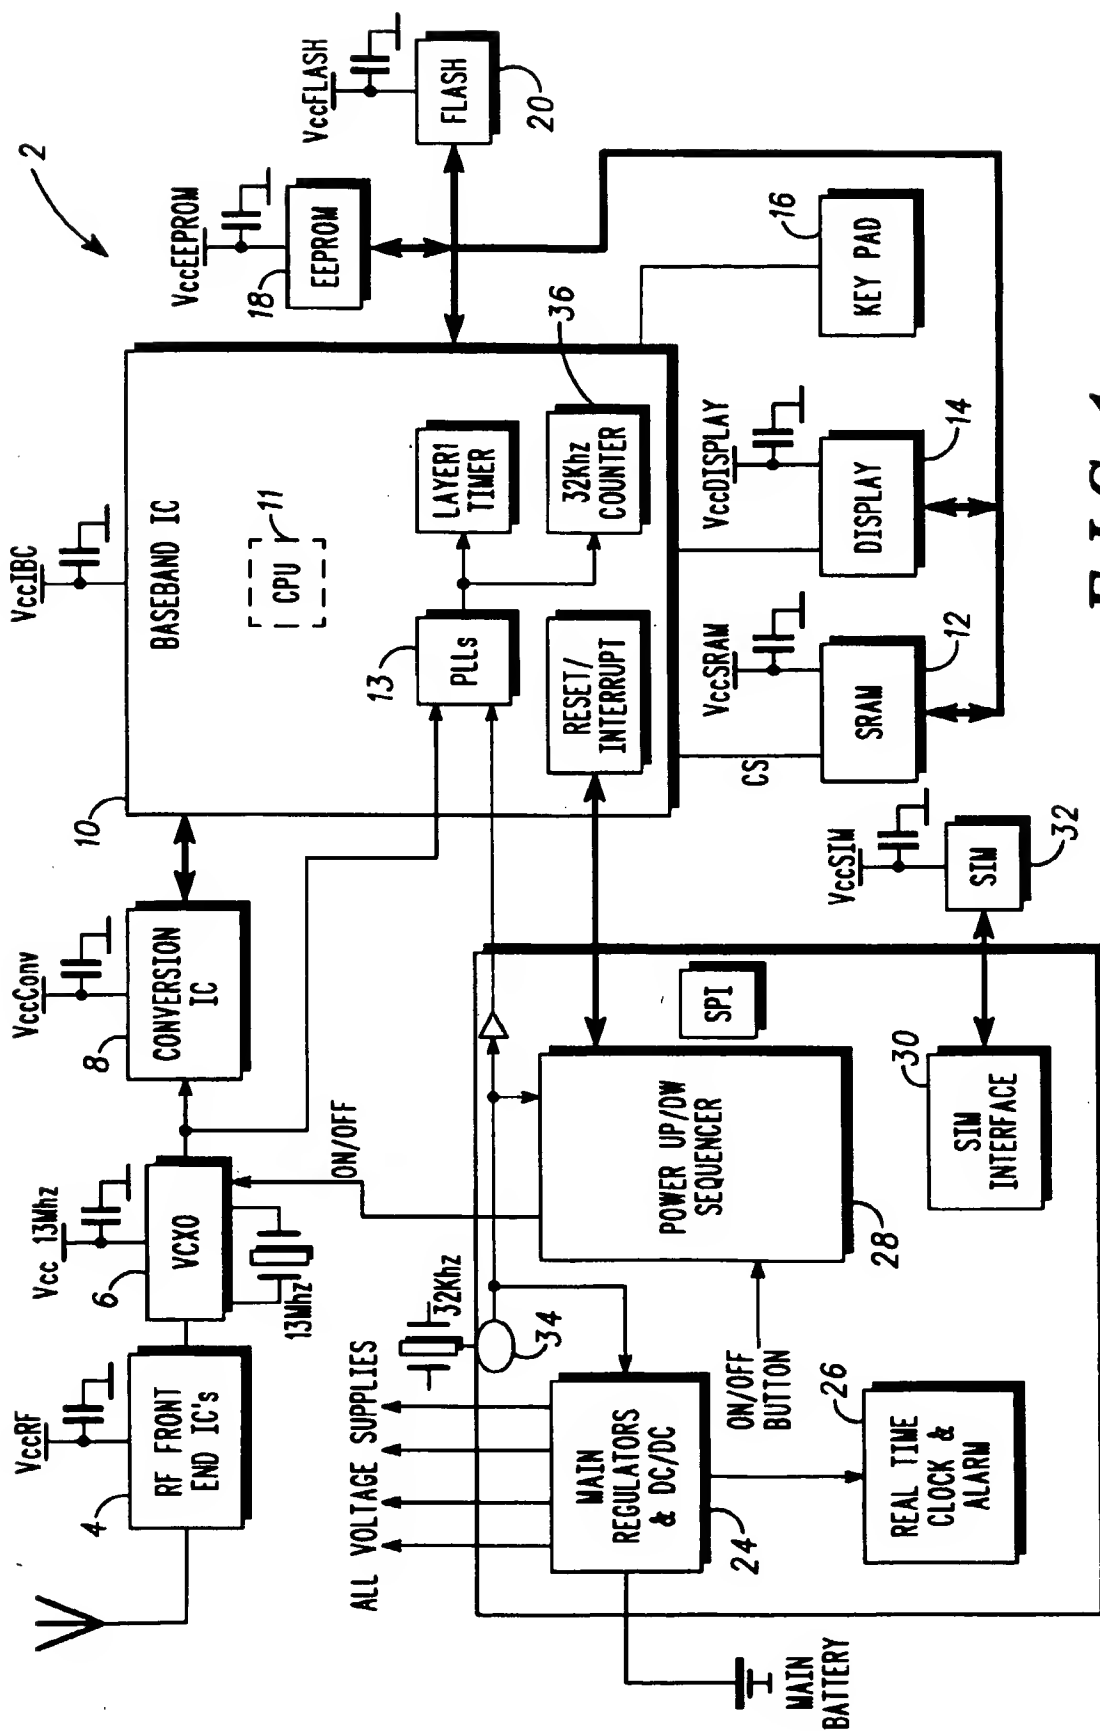 2
VccRF
RF FRONT
END IC's
4
Vcc 13Mhz
VCXO
6
13Mhz
VccConv
CONVERSION
IC
8
ON/OFF
VccIBC
BASEBAND IC
10
CPU
11
PLLs
13
LAYER1
TIMER
32Khz
COUNTER
36
RESET/
INTERRUPT
VccEEPROM
EEPROM
18
VccFLASH
FLASH
20
ALL VOLTAGE SUPPLIES
32Khz
34
MAIN
REGULATORS
& DC/DC
24
MAIN
BATTERY
ON/OFF
BUTTON
POWER UP/DW
SEQUENCER
28
SPI
REAL TIME
CLOCK &
ALARM
26
SIM
INTERFACE
30
VccSIM
SIM
32
CS
VccSRAM
SRAM
12
VccDISPLAY
DISPLAY
14
KEY PAD
16